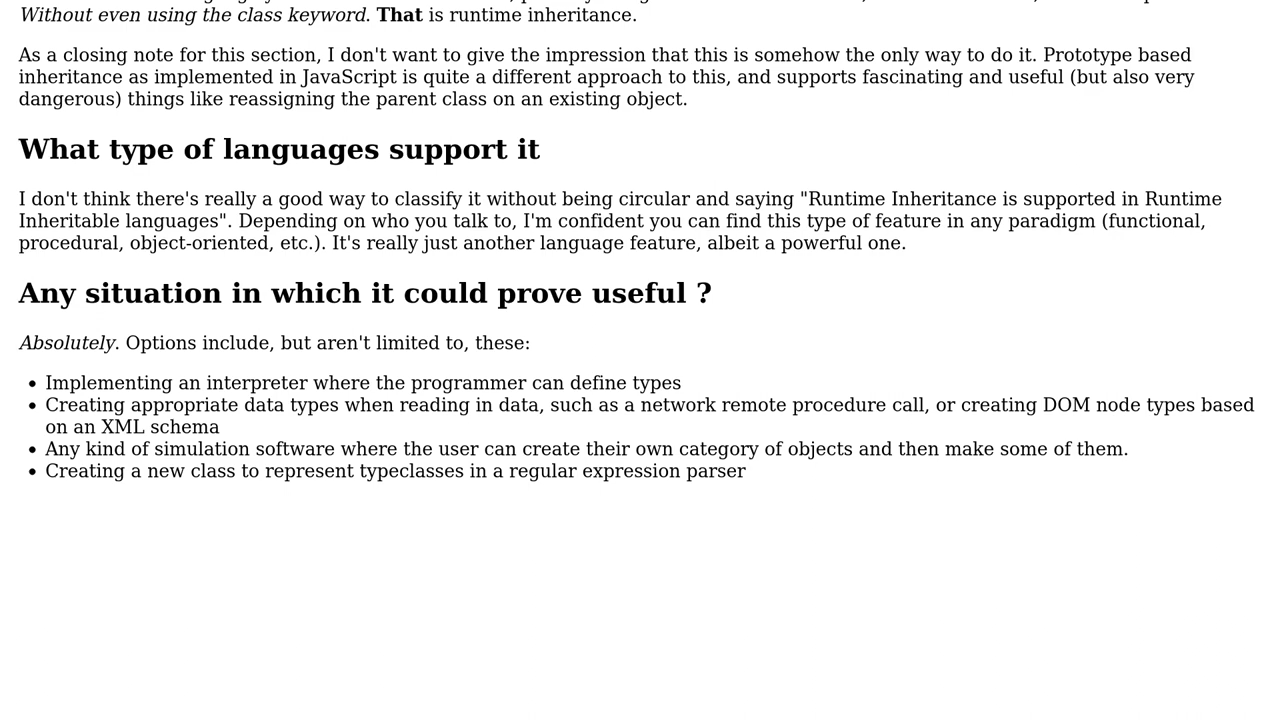 Without even using the class keyword. That is runtime inheritance.
As a closing note for this section, I don't want to give the impression that this is somehow the only way to do it. Prototype based
inheritance as implemented in JavaScript is quite a different approach to this, and supports fascinating and useful (but also very
dangerous) things like reassigning the parent class on an existing object.
What type of languages support it
I don't think there's really a good way to classify it without being circular and saying "Runtime Inheritance is supported in Runtime
Inheritable languages". Depending on who you talk to, I'm confident you can find this type of feature in any paradigm (functional,
procedural, object-oriented, etc.). It's really just another language feature, albeit a powerful one.
Any situation in which it could prove useful ?
Absolutely. Options include, but aren't limited to, these:
• Implementing an interpreter where the programmer can define types
• Creating appropriate data types when reading in data, such as a network remote procedure call, or creating DOM node types based
on an XML schema
• Any kind of simulation software where the user can create their own category of objects and then make some of them.
• Creating a new class to represent typeclasses in a regular expression parser